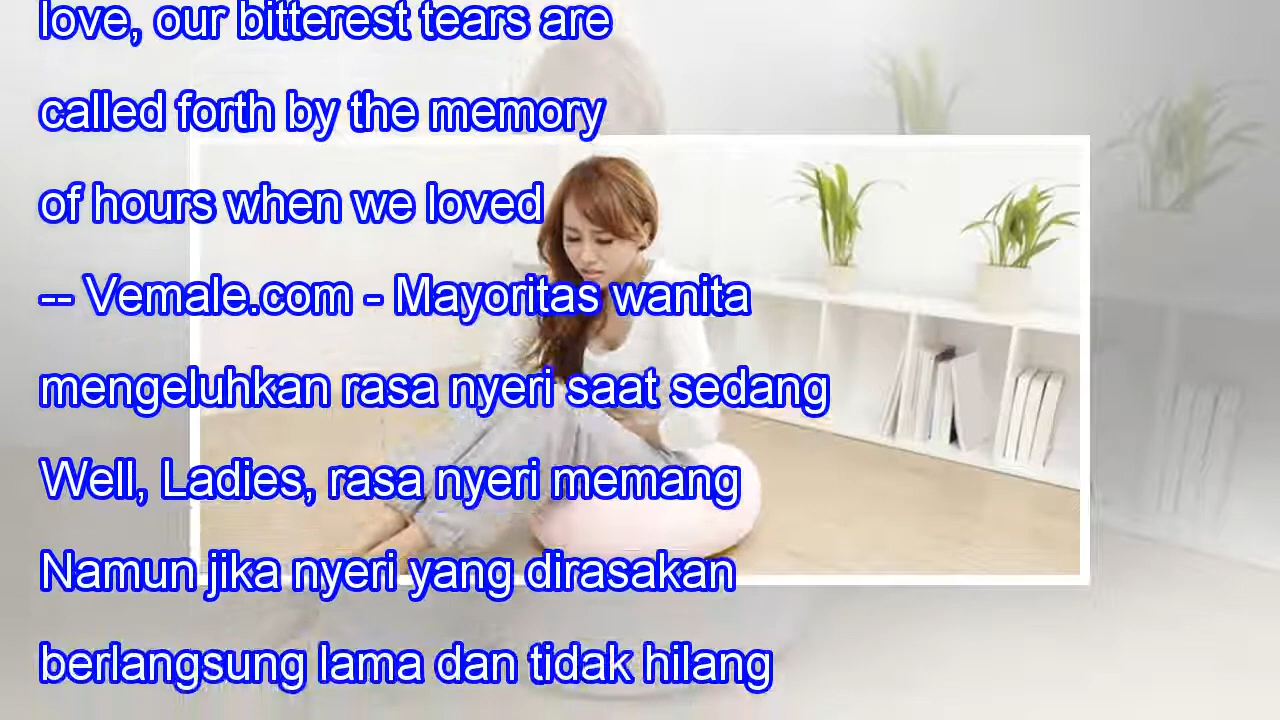 love, our bitterest tears are
called forth by the memory
of hours when we loved
-- Vemale.com - Mayoritas wanita
mengeluhkan rasa nyeri saat sedang
Well, Ladies, rasa nyeri memang
Namun jika nyeri yang dirasakan
berlangsung lama dan tidak hilang